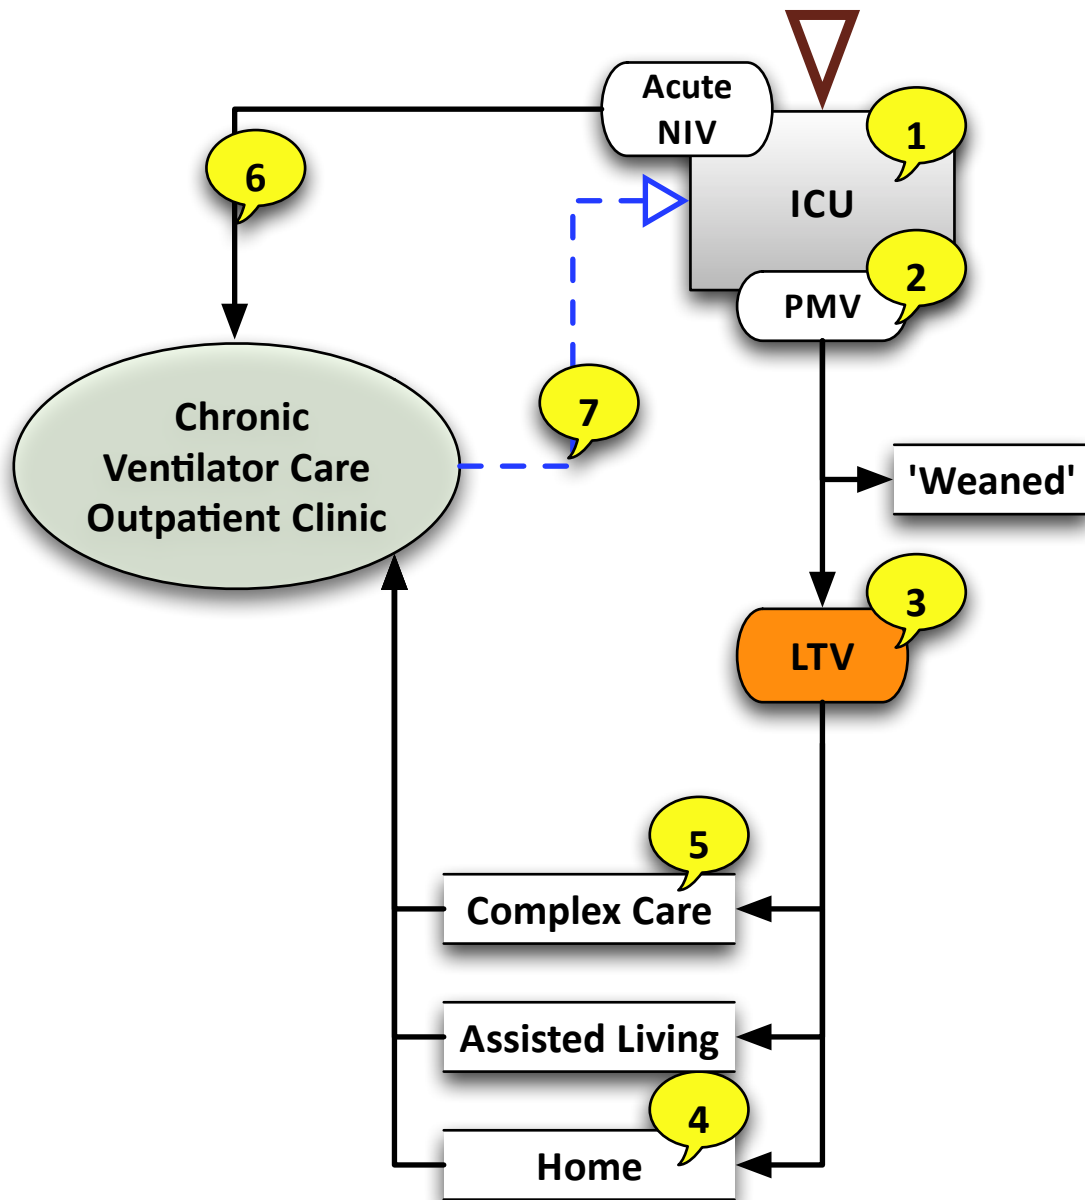 Acute
NIV
1
6
ICU
2
PMV
Chronic
Ventilator Care
Outpatient Clinic
7
'Weaned'
3
LTV
5
Complex Care
Assisted Living
4
Home